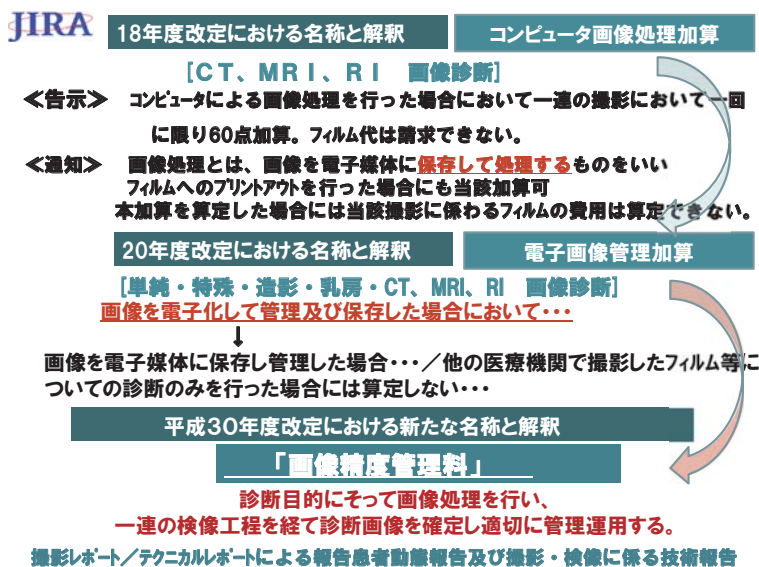 JIRA
18年度改定における名称と解釈
コンピュータ画像処理加算
[ＣＴ、ＭＲＩ、ＲＩ　画像診断]
≪告示≫　コンピュータによる画像処理を行った場合において一連の撮影において一回
に限り60点加算。フィルム代は請求できない。
≪通知≫　画像処理とは、画像を電子媒体に保存して処理するものをいい
フィルムへのプリントアウトを行った場合にも当該加算可
本加算を算定した場合には当該撮影に係わるフィルムの費用は算定できない。
20年度改定における名称と解釈
電子画像管理加算
[単純・特殊・造影・乳房・CT、MRI、RI　画像診断]
画像を電子化して管理及び保存した場合において・・・
↓
画像を電子媒体に保存し管理した場合・・・／他の医療機関で撮影したフィルム等に
ついての診断のみを行った場合には算定しない・・・
平成３０年度改定における新たな名称と解釈
「画像精度管理料」
診断目的にそって画像処理を行い、
一連の検像工程を経て診断画像を確定し適切に管理運用する。
撮影レポート／テクニカルレポートによる報告患者動態報告及び撮影・検像に係る技術報告